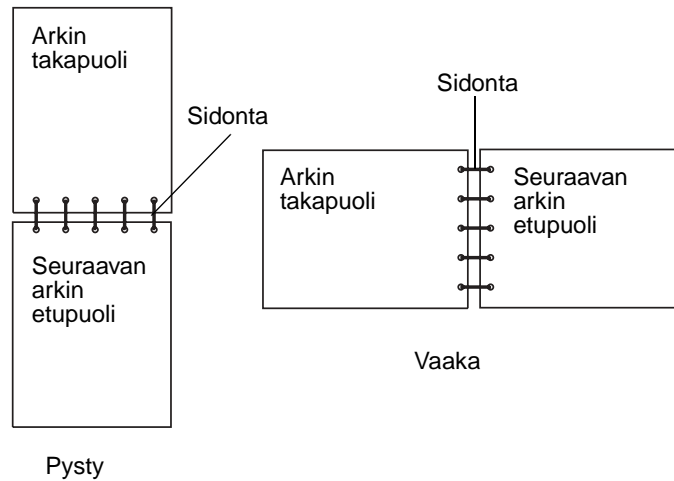 Arkin
takapuoli
Sidonta
Seuraavan
arkin
etupuoli
Pysty
Sidonta
Arkin
takapuoli
Seuraavan
arkin
etupuoli
Vaaka